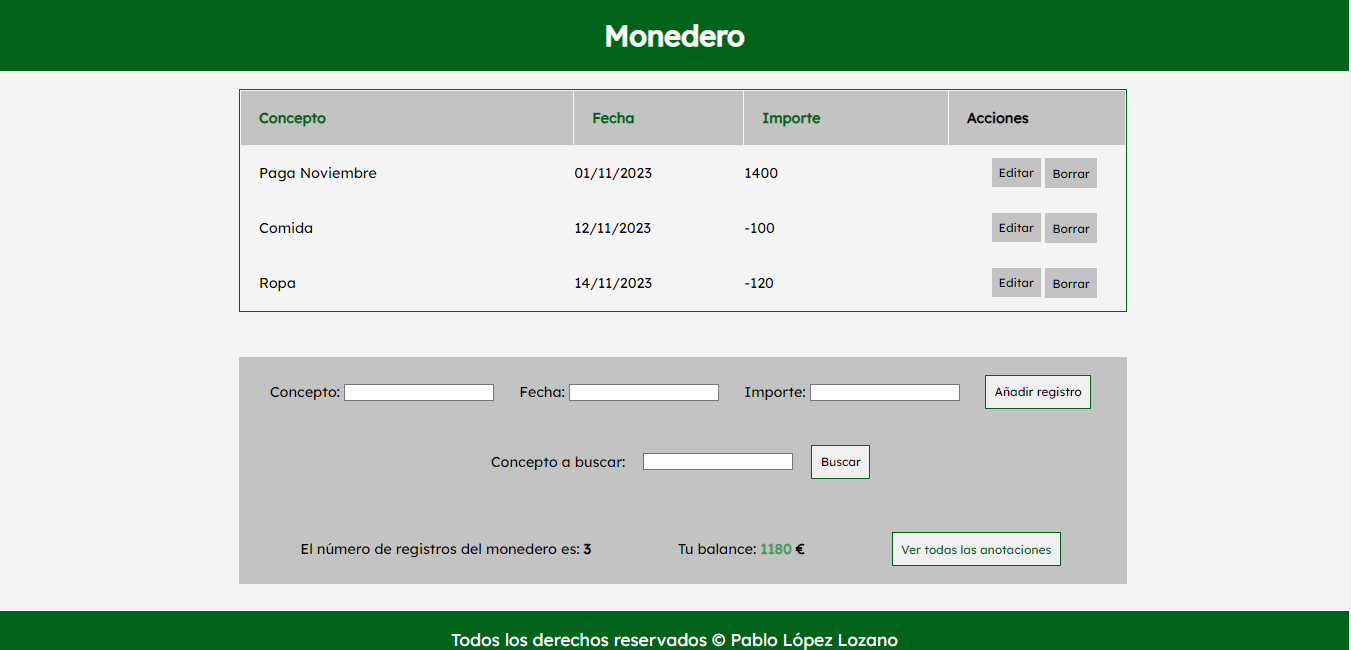 Monedero
Concepto Fecha Importe Acciones
Paga Noviembre 01/11/2023 1400 Editar Borrar
Comida 12/11/2023 -100 Editar Borrar
Ropa 14/11/2023 -120 Editar Borrar
Concepto: Fecha: Importe: Añadir registro
Concepto a buscar: Buscar
El número de registros del monedero es: 3 Tu balance: 1180 € Ver todas las anotaciones
Todos los derechos reservados © Pablo López Lozano